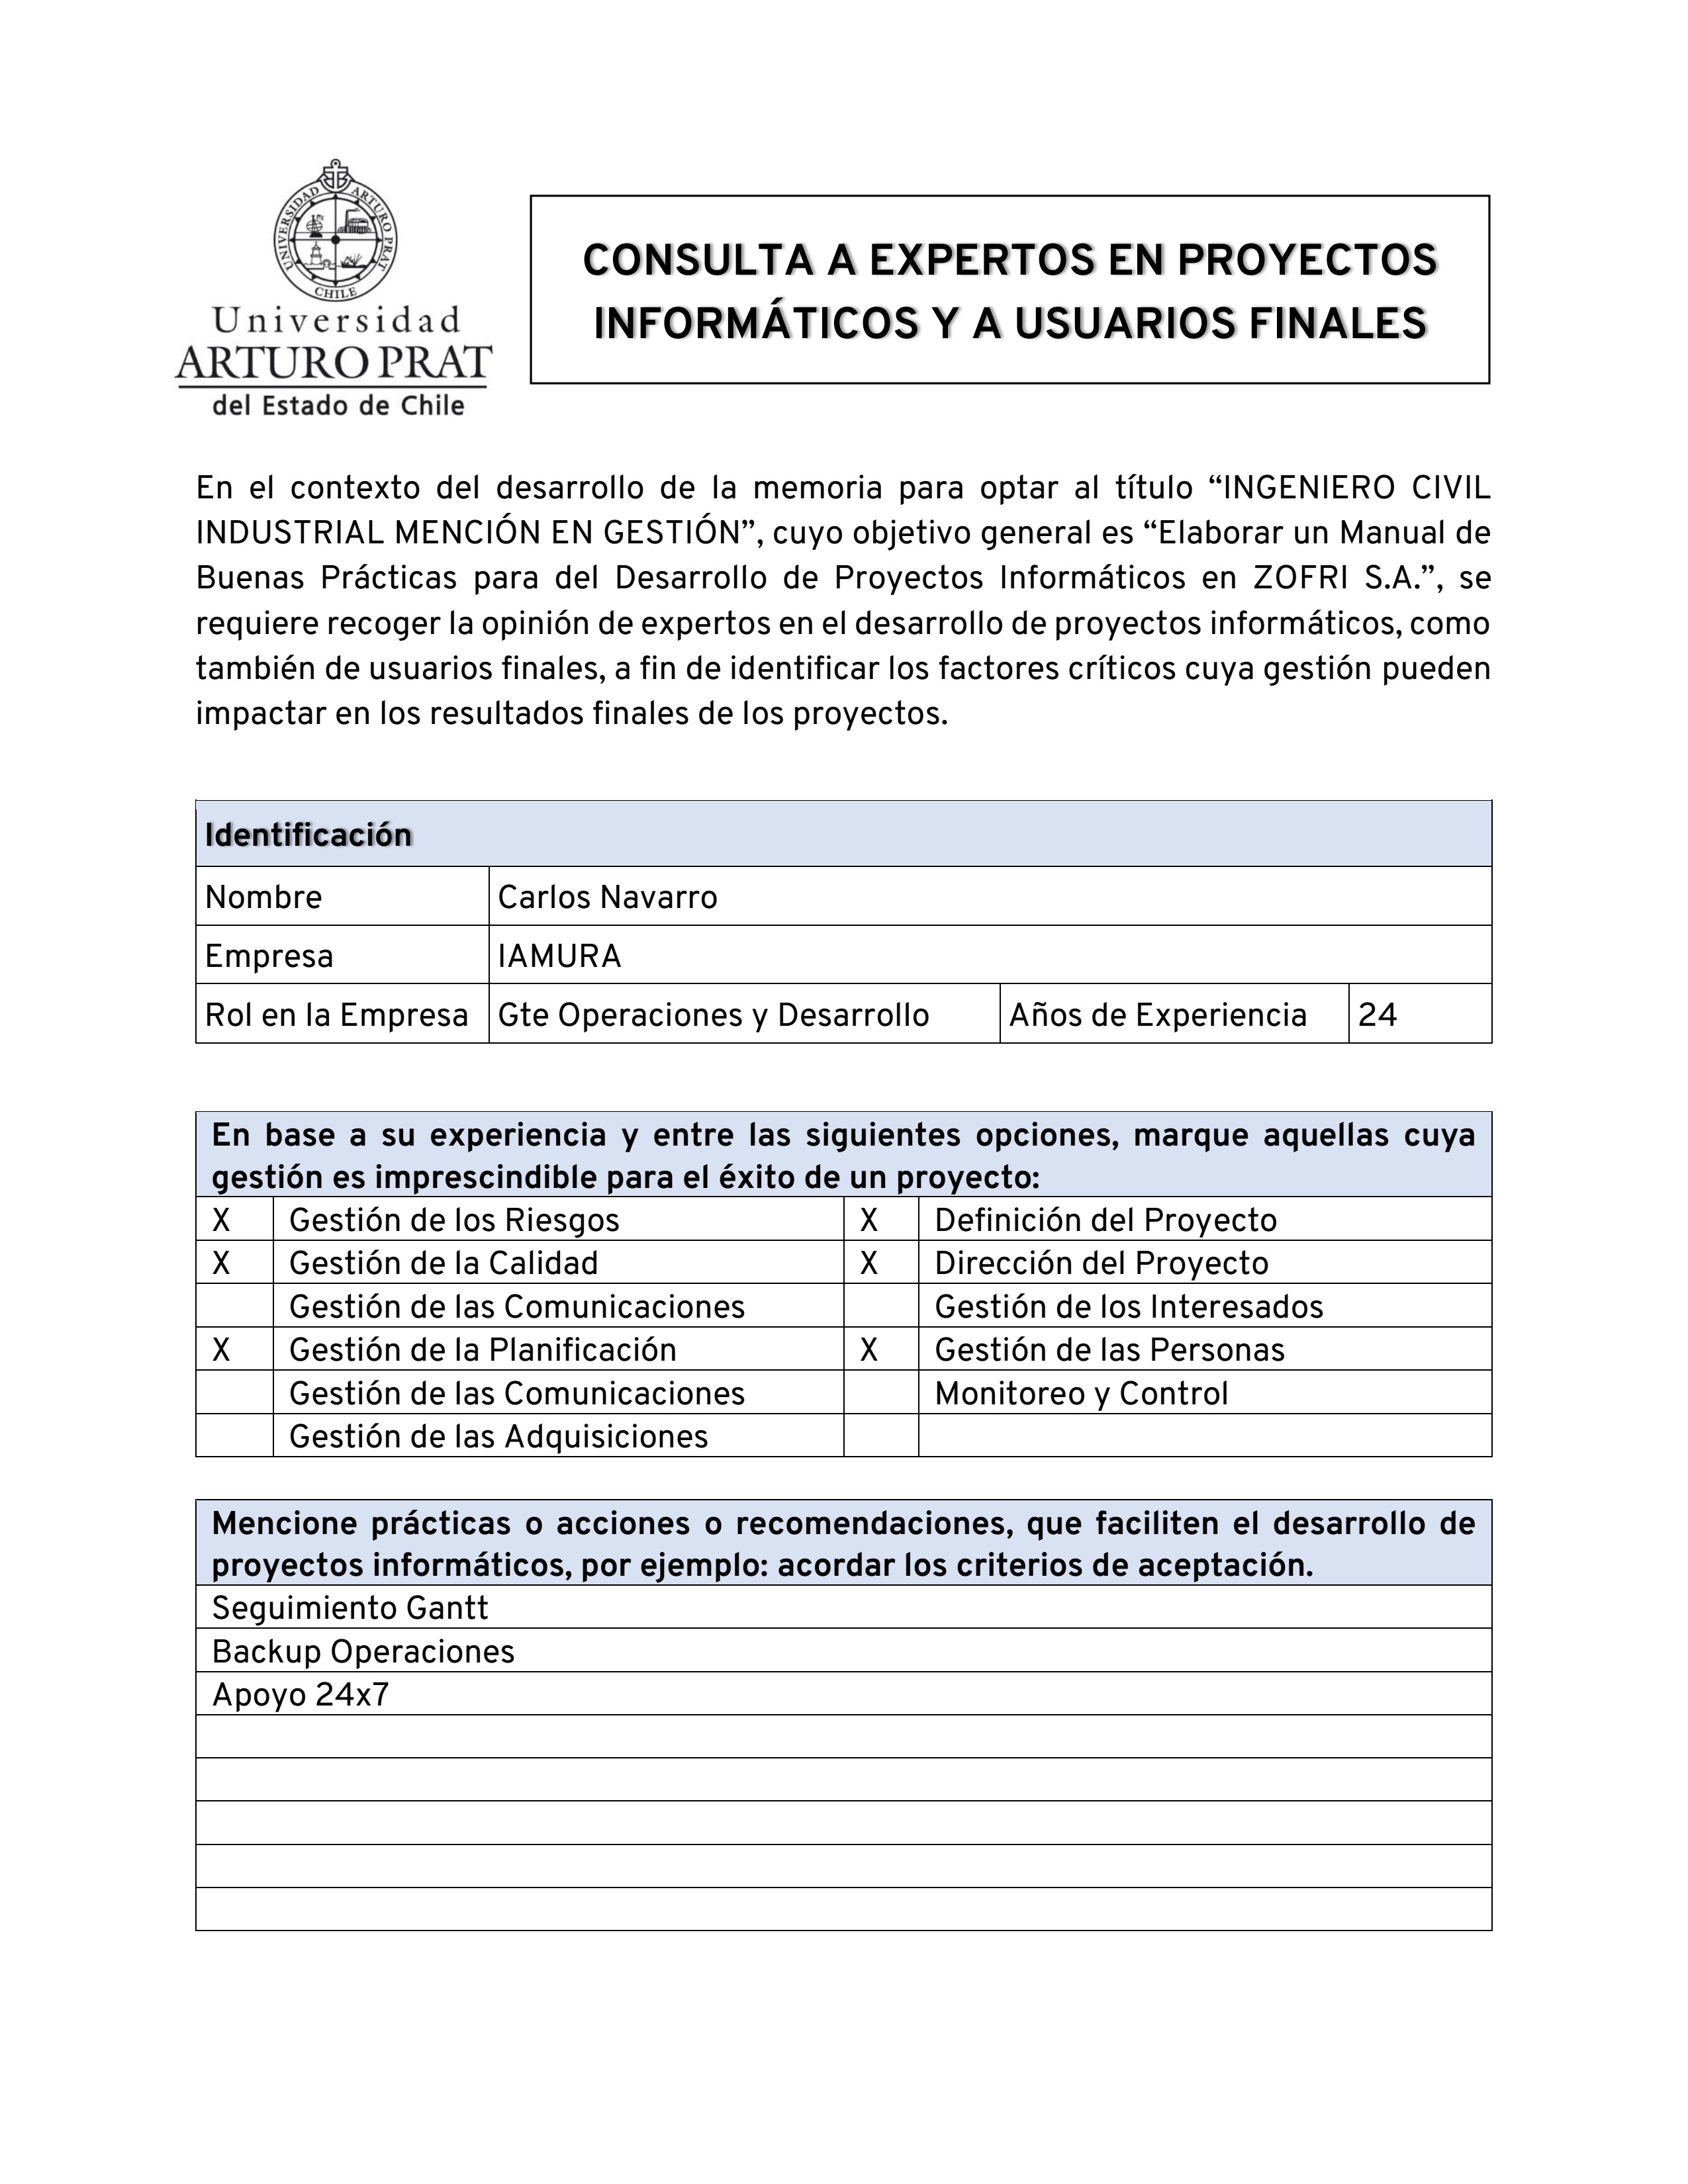 UNIVERSIDAD ARTURO PRAT
CHILE
Universidad
ARTURO PRAT
del Estado de Chile
CONSULTA A EXPERTOS EN PROYECTOS
INFORMÁTICOS Y A USUARIOS FINALES
En el contexto del desarrollo de la memoria para optar al título “INGENIERO CIVIL
INDUSTRIAL MENCIÓN EN GESTIÓN”, cuyo objetivo general es “Elaborar un Manual de
Buenas Prácticas para del Desarrollo de Proyectos Informáticos en ZOFRI S.A.”, se
requiere recoger la opinión de expertos en el desarrollo de proyectos informáticos, como
también de usuarios finales, a fin de identificar los factores críticos cuya gestión pueden
impactar en los resultados finales de los proyectos.
Identificación
Nombre Carlos Navarro
Empresa IAMURA
Rol en la Empresa Gte Operaciones y Desarrollo Años de Experiencia 24
En base a su experiencia y entre las siguientes opciones, marque aquellas cuya
gestión es imprescindible para el éxito de un proyecto:
X Gestión de los Riesgos X Definición del Proyecto
X Gestión de la Calidad X Dirección del Proyecto
Gestión de las Comunicaciones Gestión de los Interesados
X Gestión de la Planificación X Gestión de las Personas
Gestión de las Comunicaciones Monitoreo y Control
Gestión de las Adquisiciones
Mencione prácticas o acciones o recomendaciones, que faciliten el desarrollo de
proyectos informáticos, por ejemplo: acordar los criterios de aceptación.
Seguimiento Gantt
Backup Operaciones
Apoyo 24x7